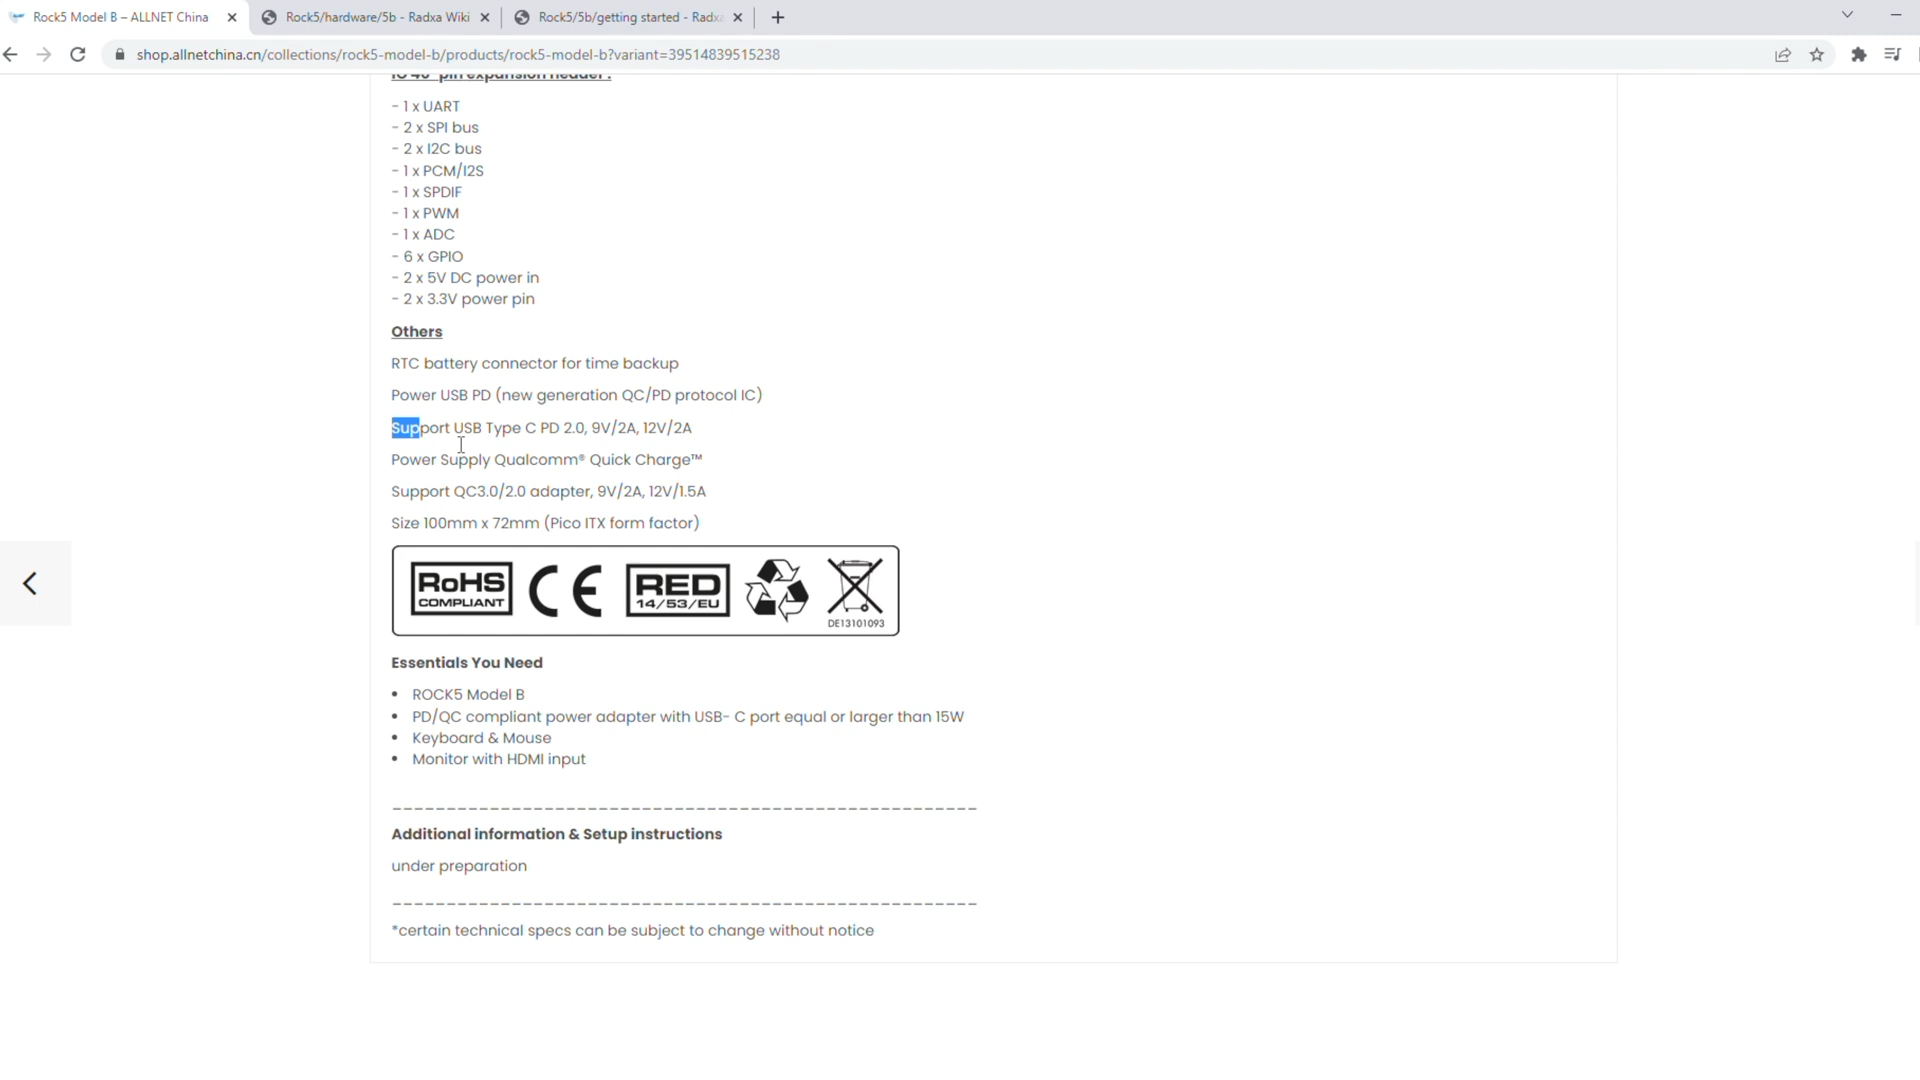 Rock5 Model B – ALLNET China
Rock5/hardware/5b - Radxa Wiki
Rock5/5b/getting started - Radxa
shop.allnetchina.cn/collections/rock5-model-b/products/rock5-model-b?variant=39514839515238
IO 40-pin expansion header:
- 1 x UART
- 2 x SPI bus
- 2 x I2C bus
- 1 x PCM/I2S
- 1 x SPDIF
- 1 x PWM
- 1 x ADC
- 6 x GPIO
- 2 x 5V DC power in
- 2 x 3.3V power pin
Others
RTC battery connector for time backup
Power USB PD (new generation QC/PD protocol IC)
Support USB Type C PD 2.0, 9V/2A, 12V/2A
Power Supply Qualcomm® Quick Charge™
Support QC3.0/2.0 adapter, 9V/2A, 12V/1.5A
Size 100mm x 72mm (Pico ITX form factor)
RoHS
COMPLIANT
CE
RED
14/53/EU
DE13101093
Essentials You Need
• ROCK5 Model B
• PD/QC compliant power adapter with USB- C port equal or larger than 15W
• Keyboard & Mouse
• Monitor with HDMI input
Additional information & Setup instructions
under preparation
*certain technical specs can be subject to change without notice